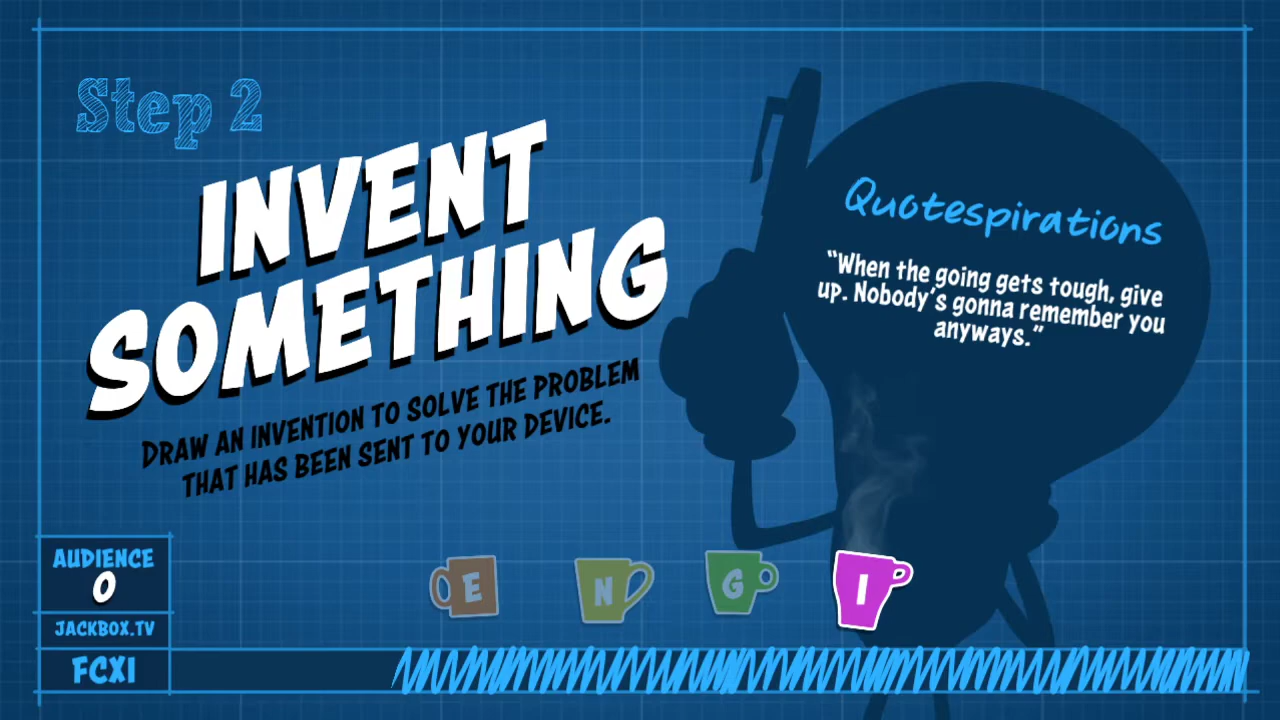 Step 2
INVENT
SOMETHING
DRAW AN INVENTION TO SOLVE THE PROBLEM
THAT HAS BEEN SENT TO YOUR DEVICE.
Quotespirations
“When the going gets tough, give
up. Nobody's gonna remember you
anyways.”
E
N
G
I
AUDIENCE
0
JACKBOX.TV
FCXI